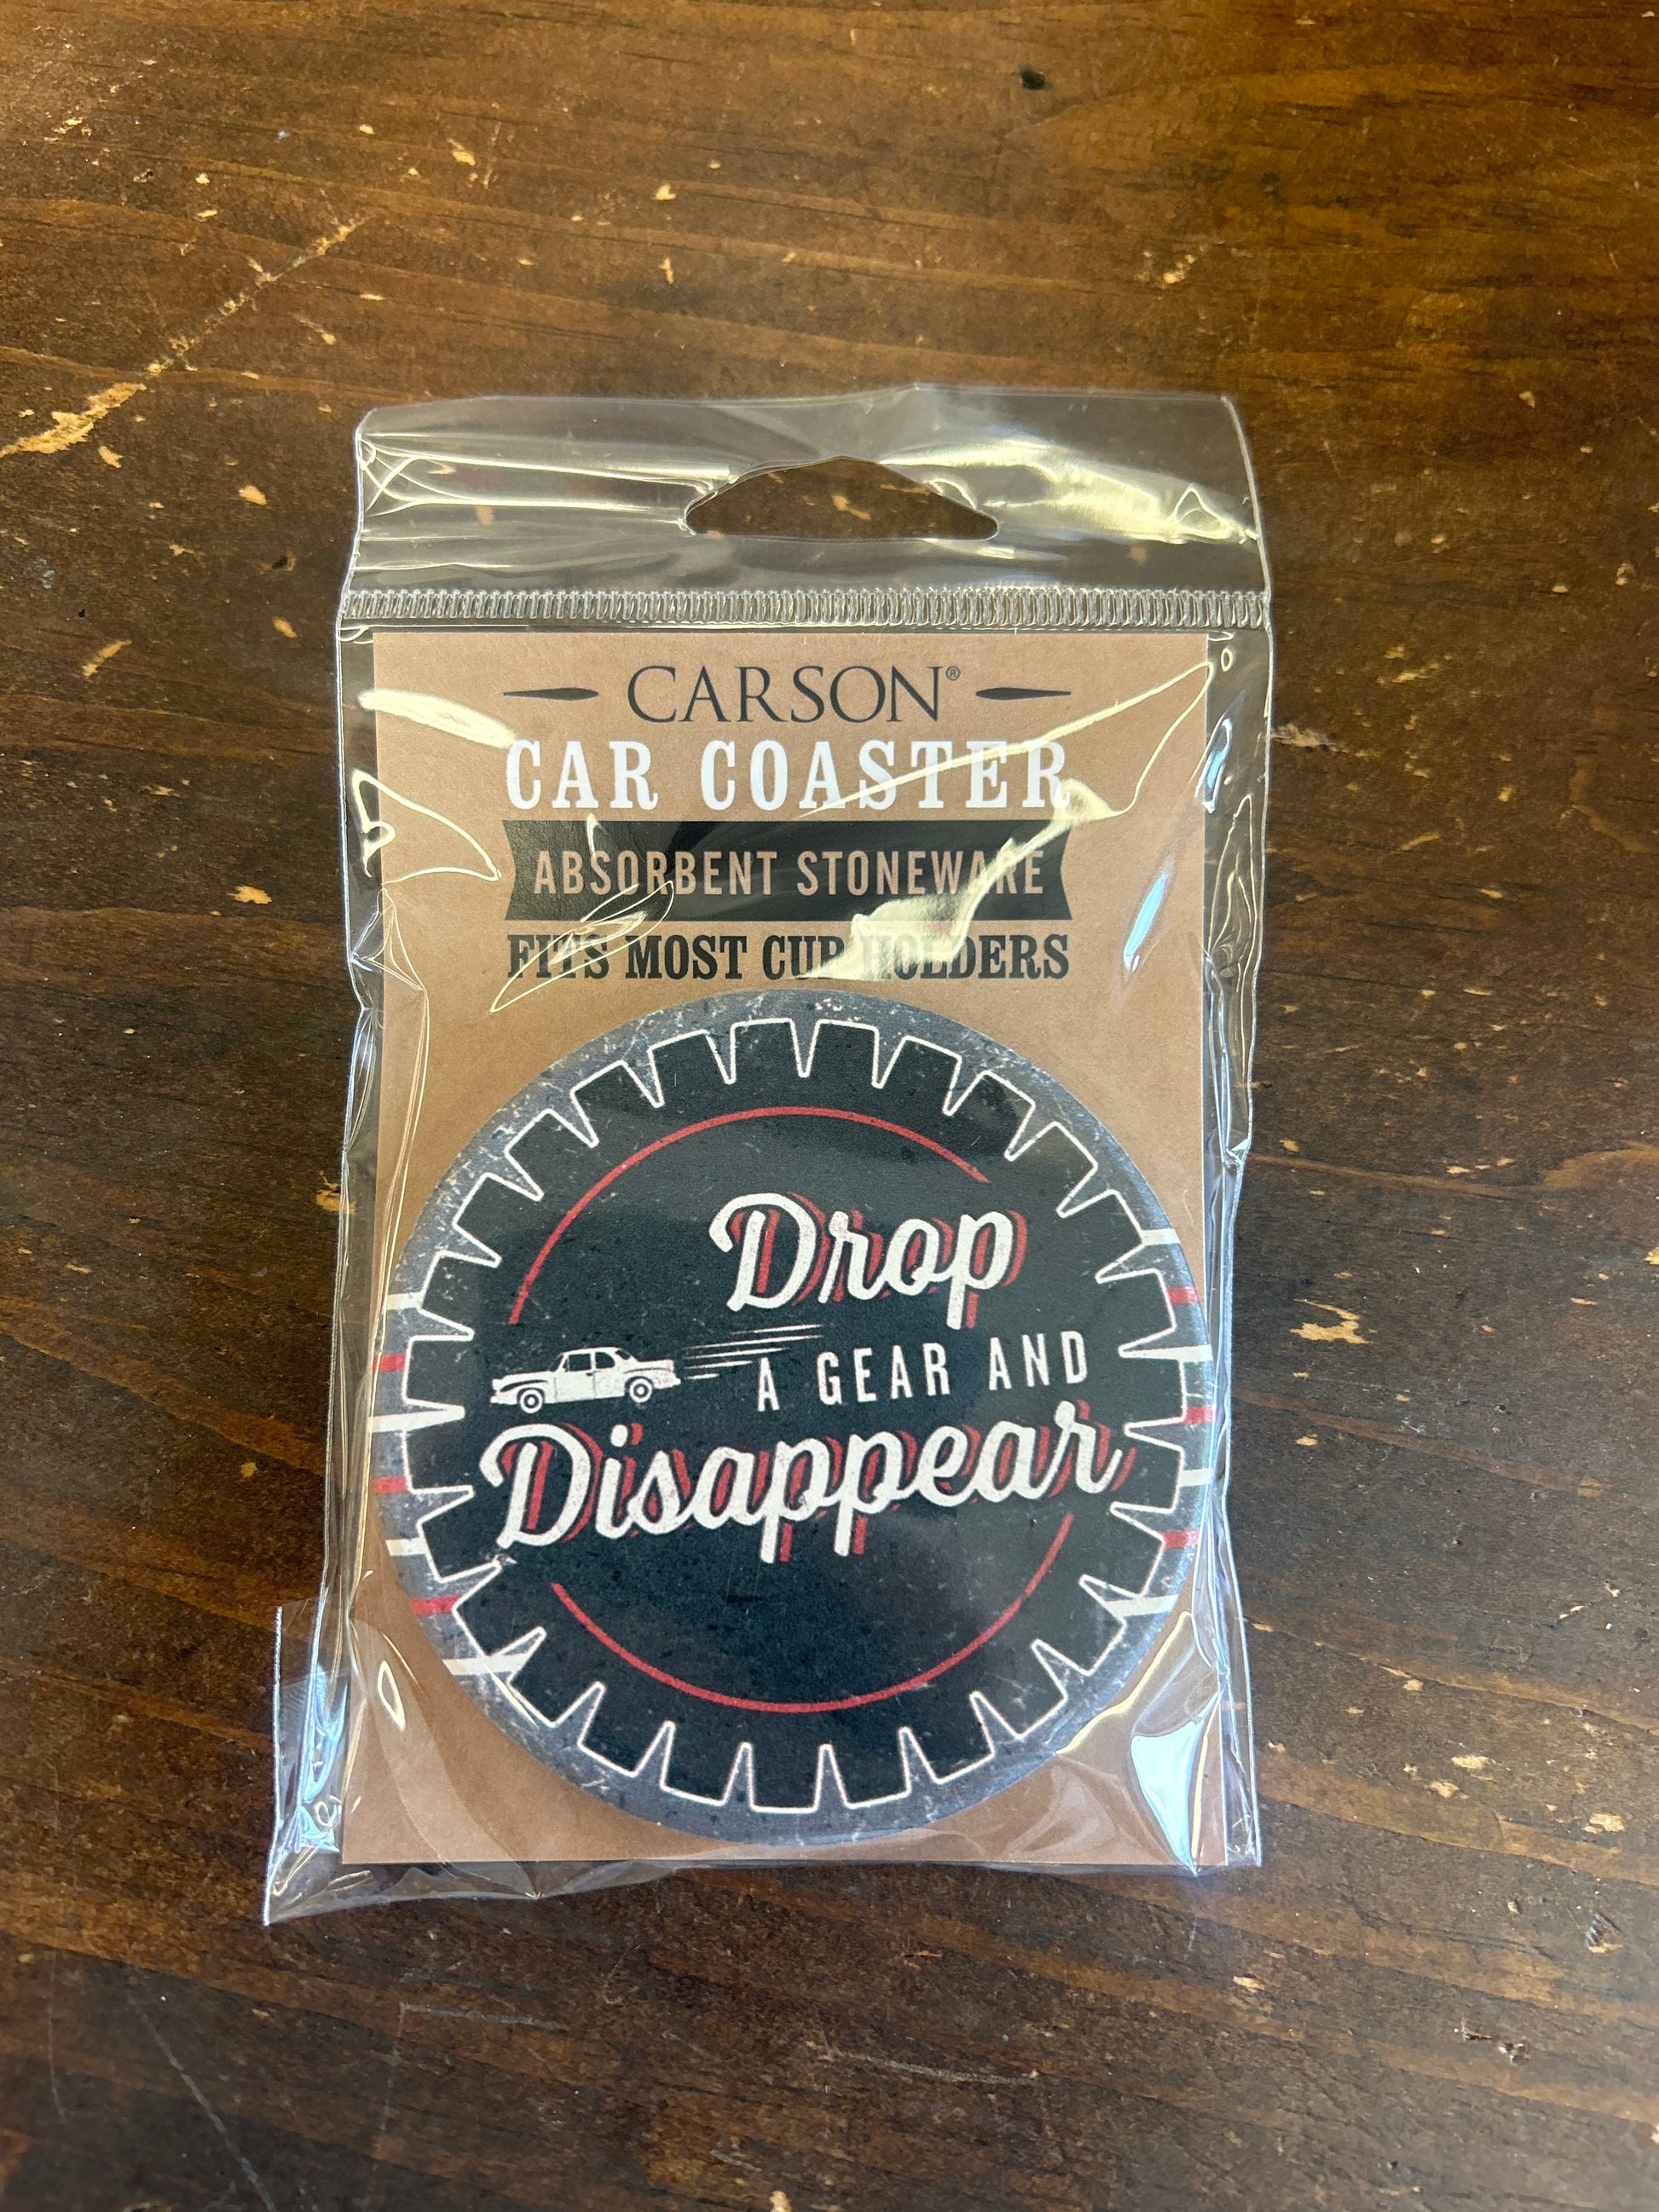 CARSON®
CAR COASTER
ABSORBENT STONEWARE
FITS MOST CUP HOLDERS
Drop
A GEAR AND
Disappear